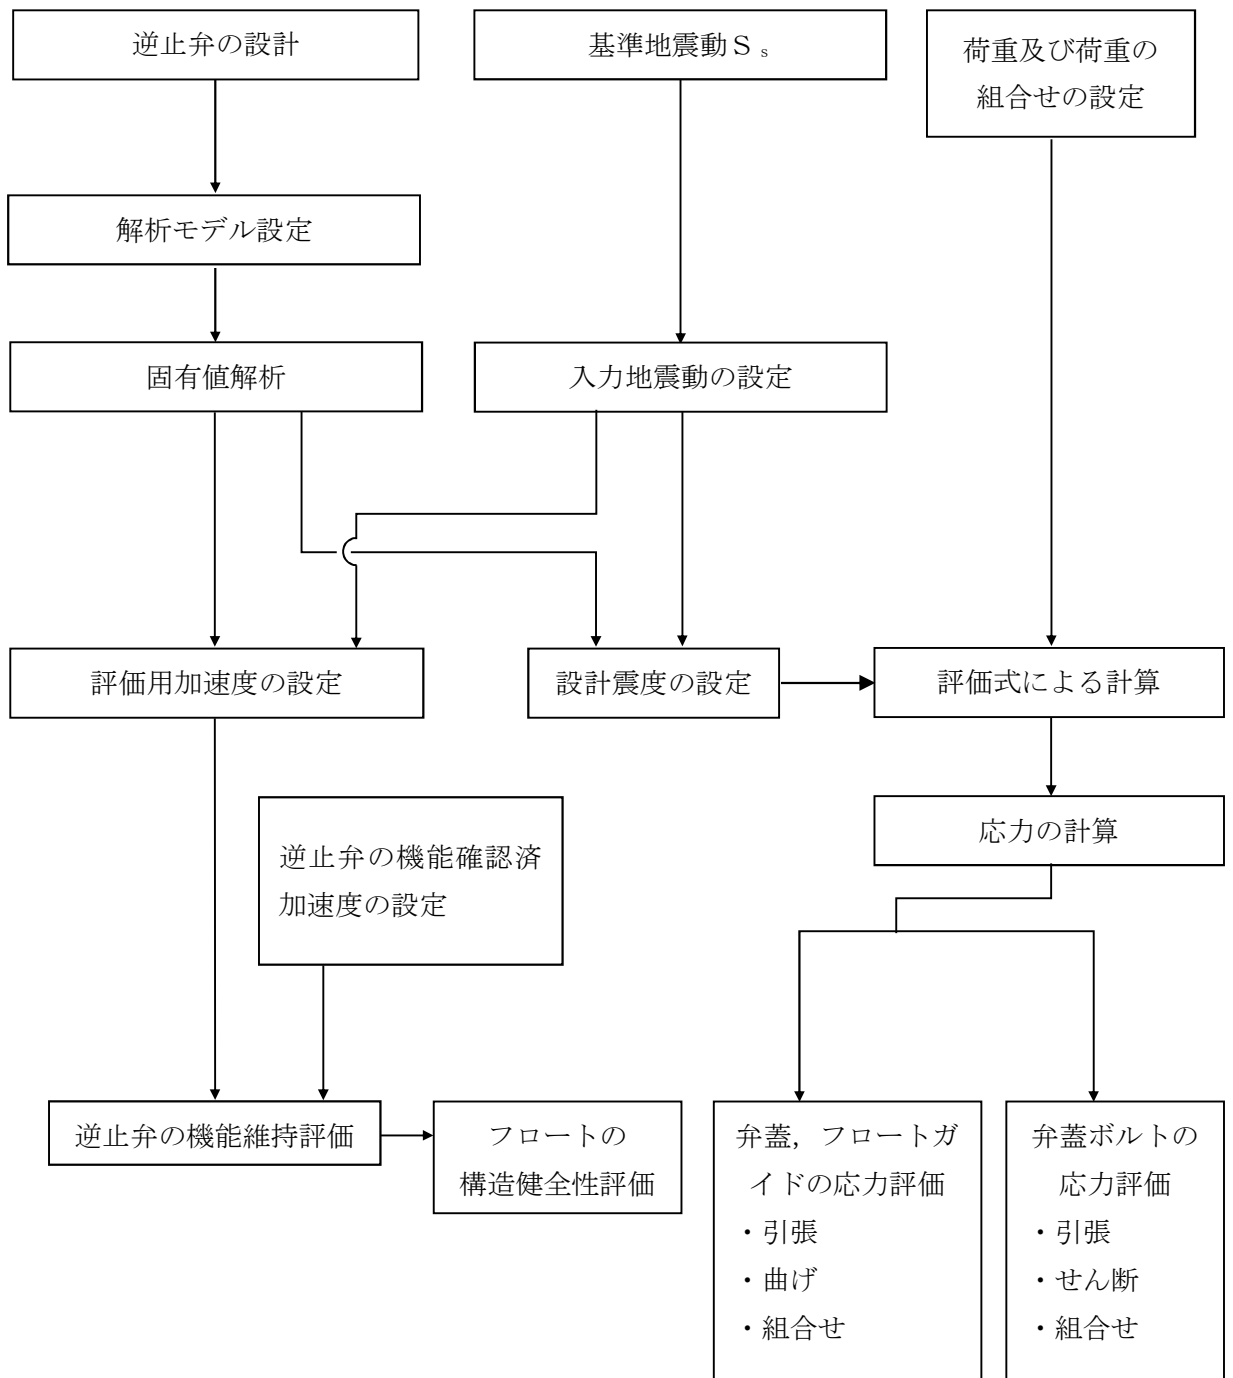 逆止弁の設計
基準地震動Ｓｓ
荷重及び荷重の
組合せの設定
解析モデル設定
固有値解析
入力地震動の設定
評価用加速度の設定
設計震度の設定
評価式による計算
応力の計算
逆止弁の機能確認済
加速度の設定
逆止弁の機能維持評価
フロートの
構造健全性評価
弁蓋，フロートガ
イドの応力評価
・引張
・曲げ
・組合せ
弁蓋ボルトの
応力評価
・引張
・せん断
・組合せ